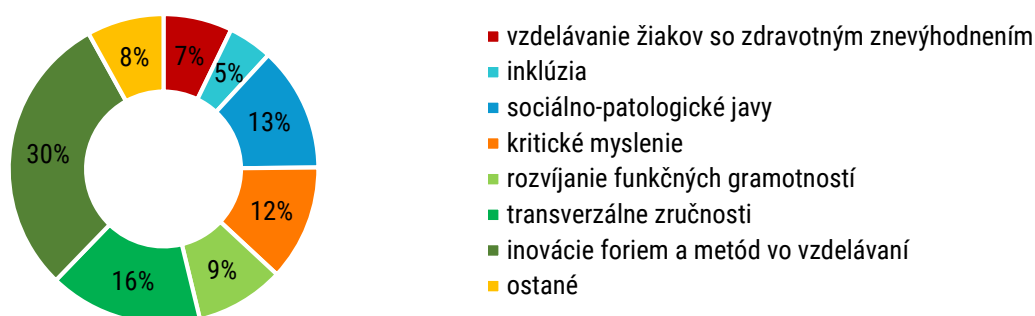 8%
7%
5%
13%
30%
12%
9%
16%
vzdelávanie žiakov so zdravotným znevýhodnením
inklúzia
sociálno-patologické javy
kritické myslenie
rozvíjanie funkčných gramotností
transverzálne zručnosti
inovácie foriem a metód vo vzdelávaní
ostané